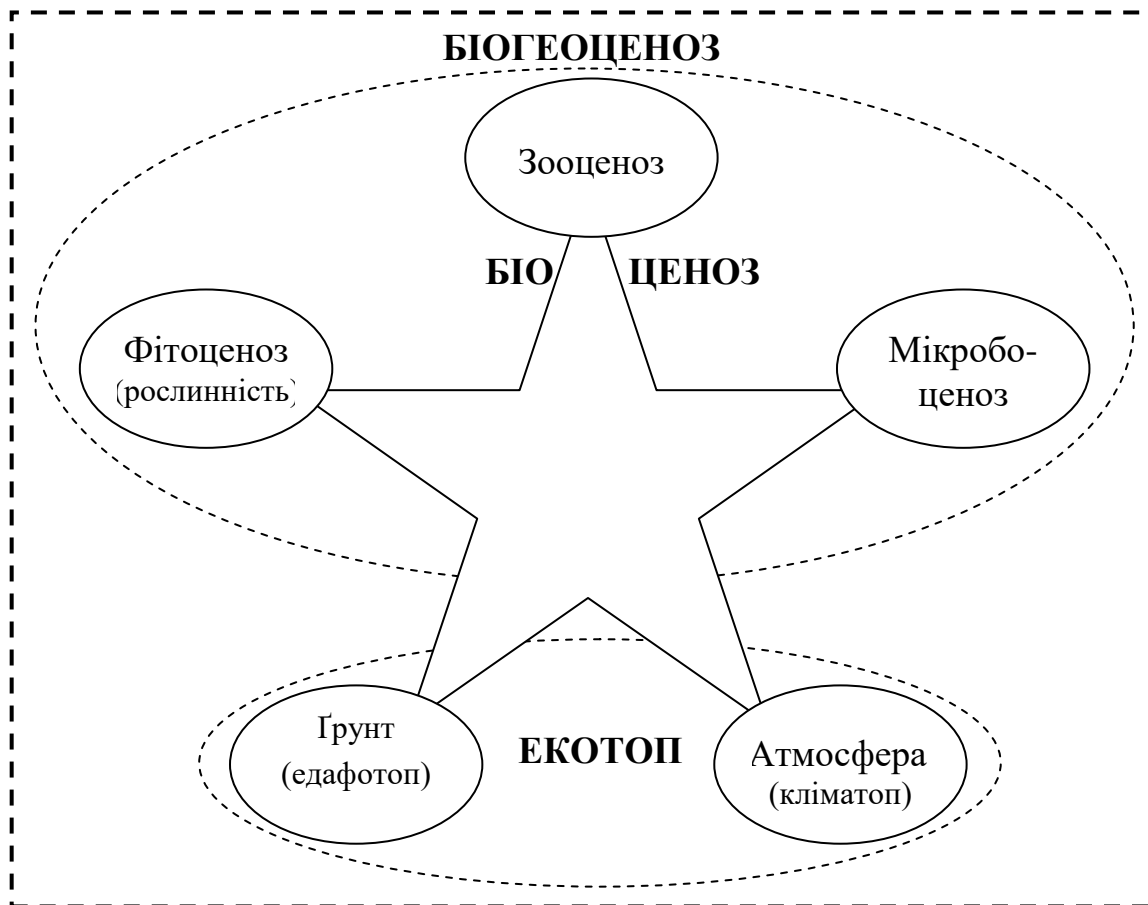 БІОГЕОЦЕНОЗ
Зооценоз
БІО ЦЕНОЗ
Фітоценоз
(рослинність)
Мікробо-
ценоз
Ґрунт
(едафотоп)
ЕКОТОП
Атмосфера
(кліматоп)